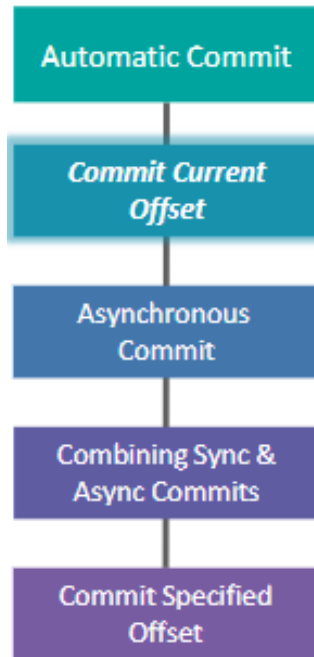 Automatic Commit
Commit Current
Offset
Asynchronous
Commit
Combining Sync &
Async Commits
Commit Specified
Offset